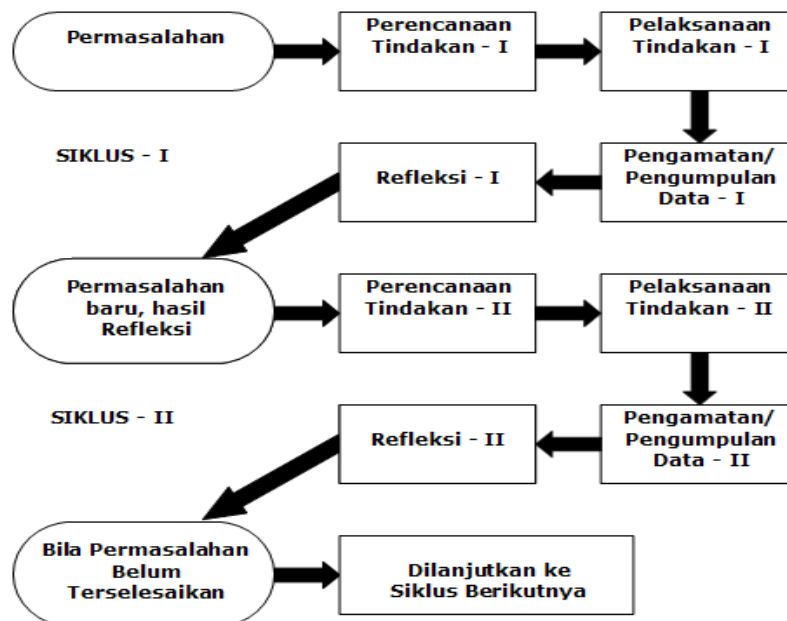 Permasalahan
Perencanaan
Tindakan - I
Pelaksanaan
Tindakan - I
SIKLUS - I
Refleksi - I
Pengamatan/
Pengumpulan
Data - I
Permasalahan
baru, hasil
Refleksi
Perencanaan
Tindakan - II
Pelaksanaan
Tindakan - II
SIKLUS - II
Refleksi - II
Pengamatan/
Pengumpulan
Data - II
Bila Permasalahan
Belum
Terselesaikan
Dilanjutkan ke
Siklus Berikutnya